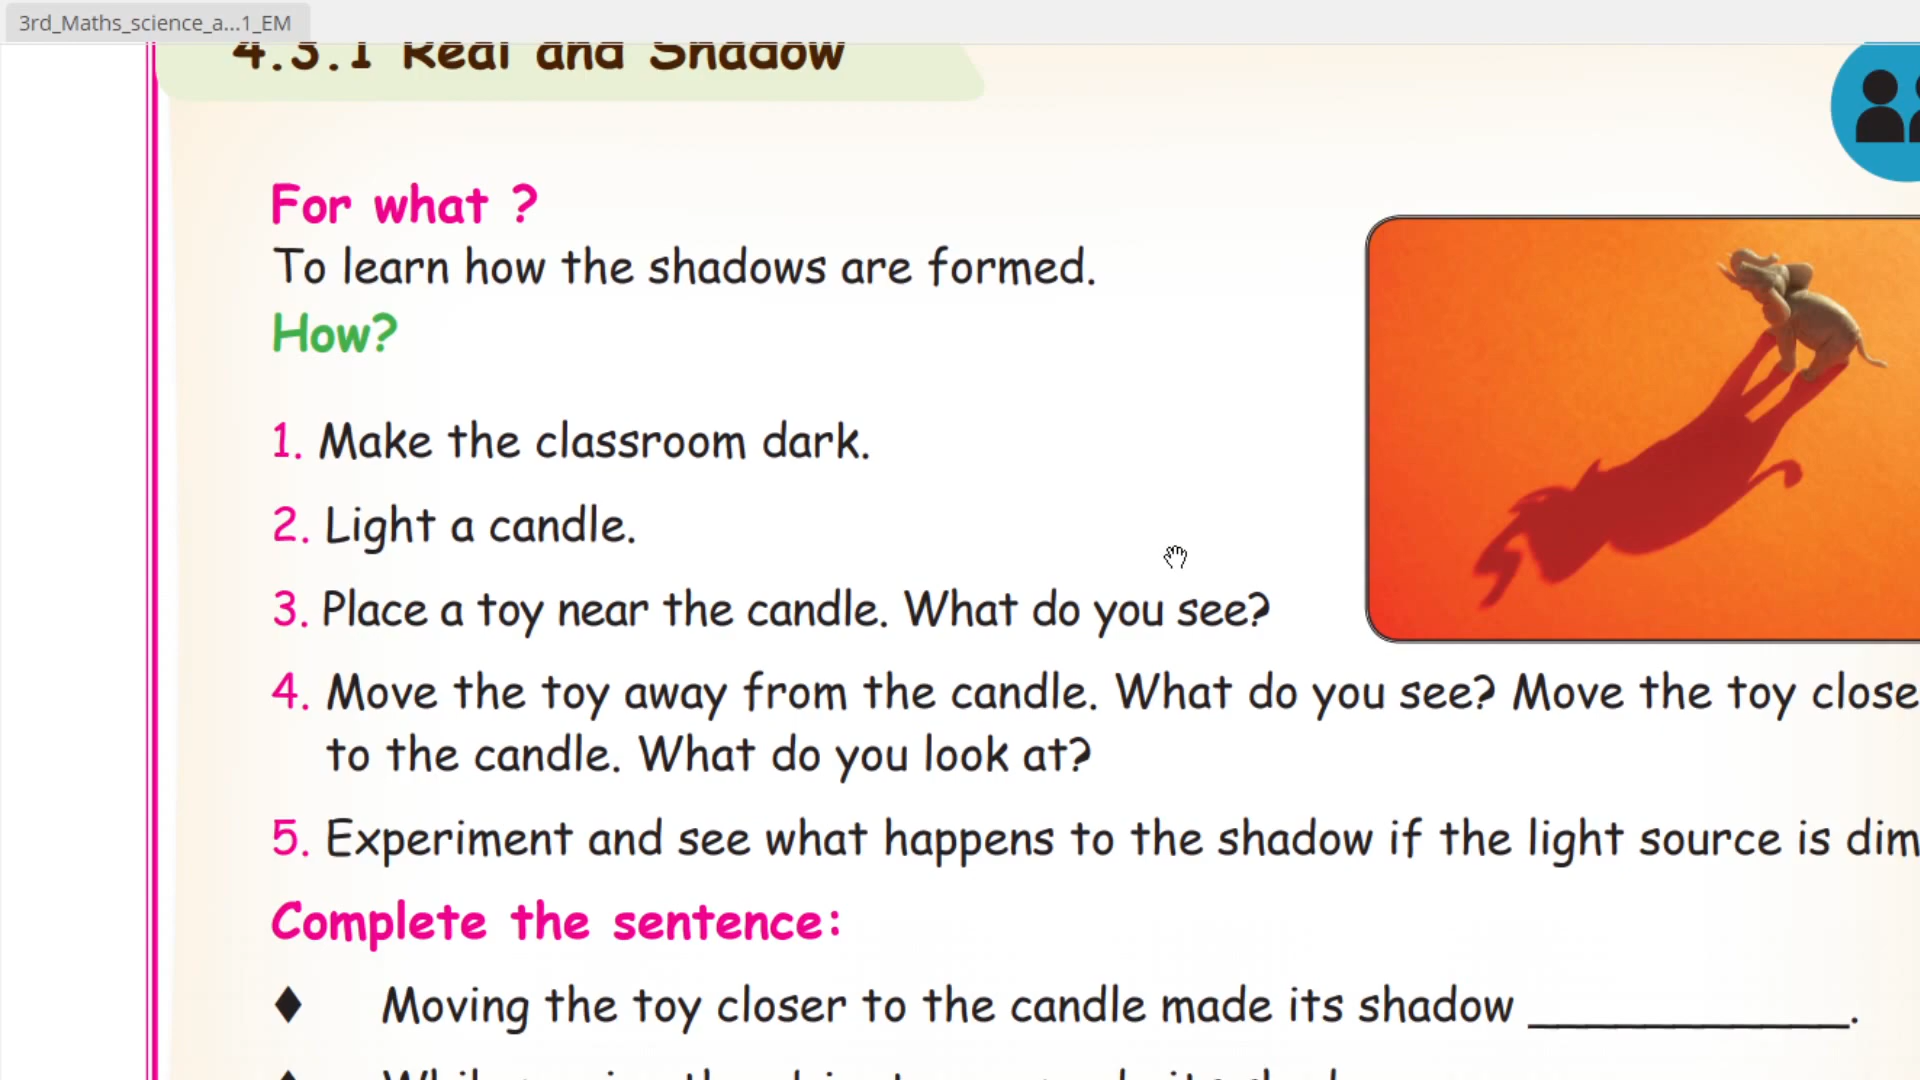 3rd_Maths_science_a...1_EM
4.3.1 Real and Shadow
For what ?
To learn how the shadows are formed.
How?
1. Make the classroom dark.
2. Light a candle.
3. Place a toy near the candle. What do you see?
4. Move the toy away from the candle. What do you see? Move the toy close
to the candle. What do you look at?
5. Experiment and see what happens to the shadow if the light source is dim
Complete the sentence:
♦ Moving the toy closer to the candle made its shadow ____________.